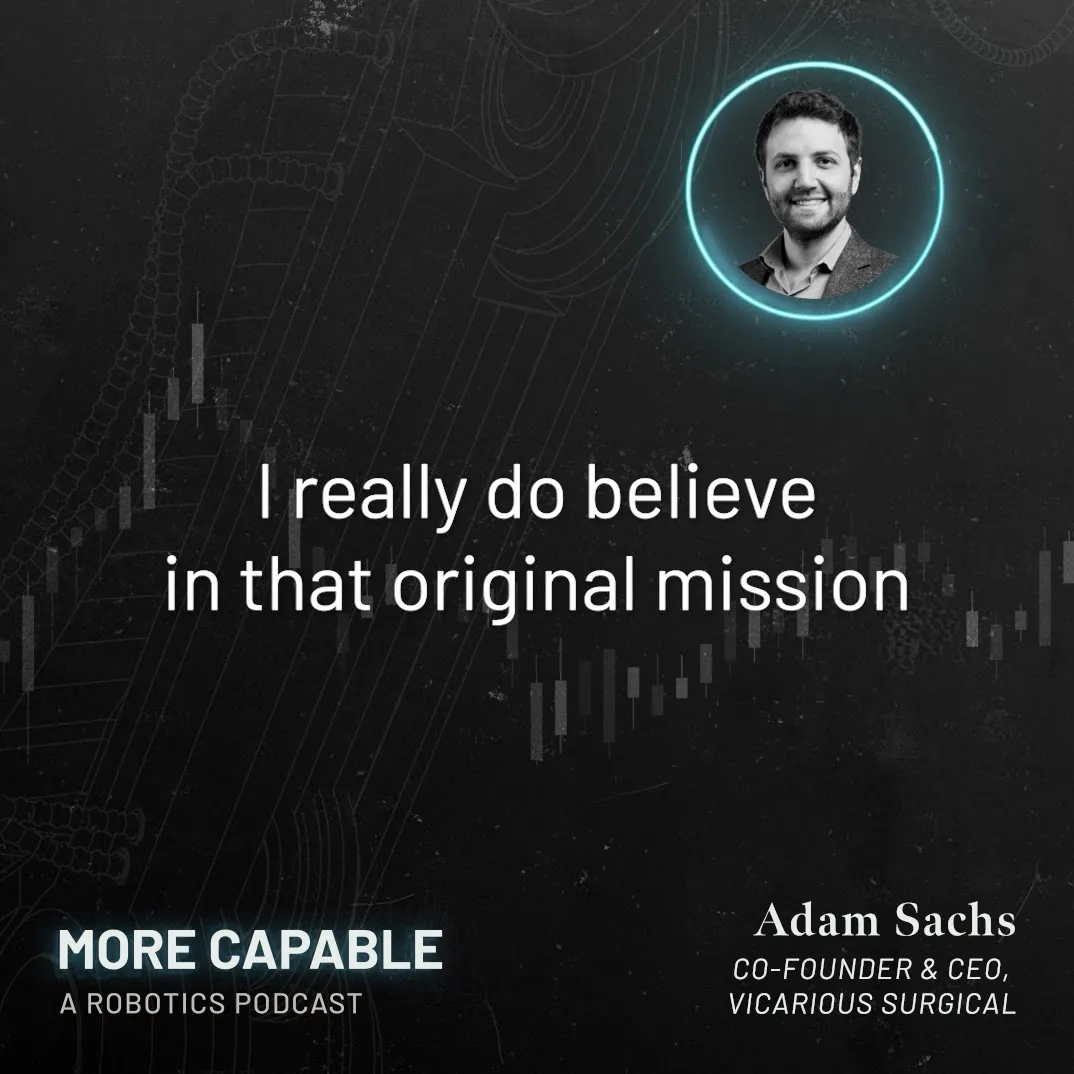 I really do believe
in that original mission
MORE CAPABLE
A ROBOTICS PODCAST
Adam Sachs
CO-FOUNDER & CEO,
VICARIOUS SURGICAL